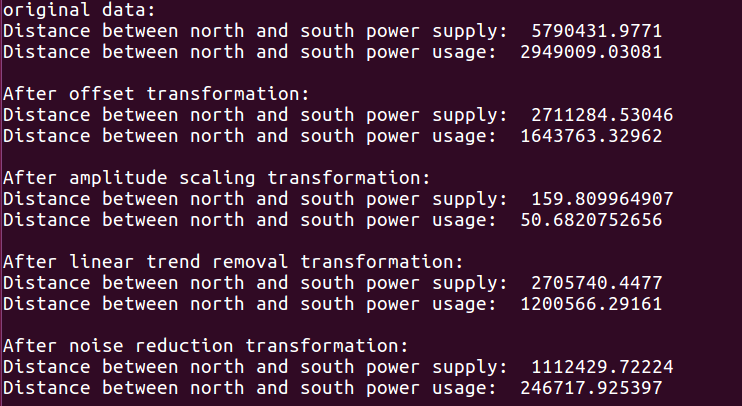 original data:
Distance between north and south power supply:  5790431.9771
Distance between north and south power usage:  2949009.03081

After offset transformation:
Distance between north and south power supply:  2711284.53046
Distance between north and south power usage:  1643763.32962

After amplitude scaling transformation:
Distance between north and south power supply:  159.809964907
Distance between north and south power usage:  50.6820752656

After linear trend removal transformation:
Distance between north and south power supply:  2705740.4477
Distance between north and south power usage:  1200566.29161

After noise reduction transformation:
Distance between north and south power supply:  1112429.72224
Distance between north and south power usage:  246717.925397